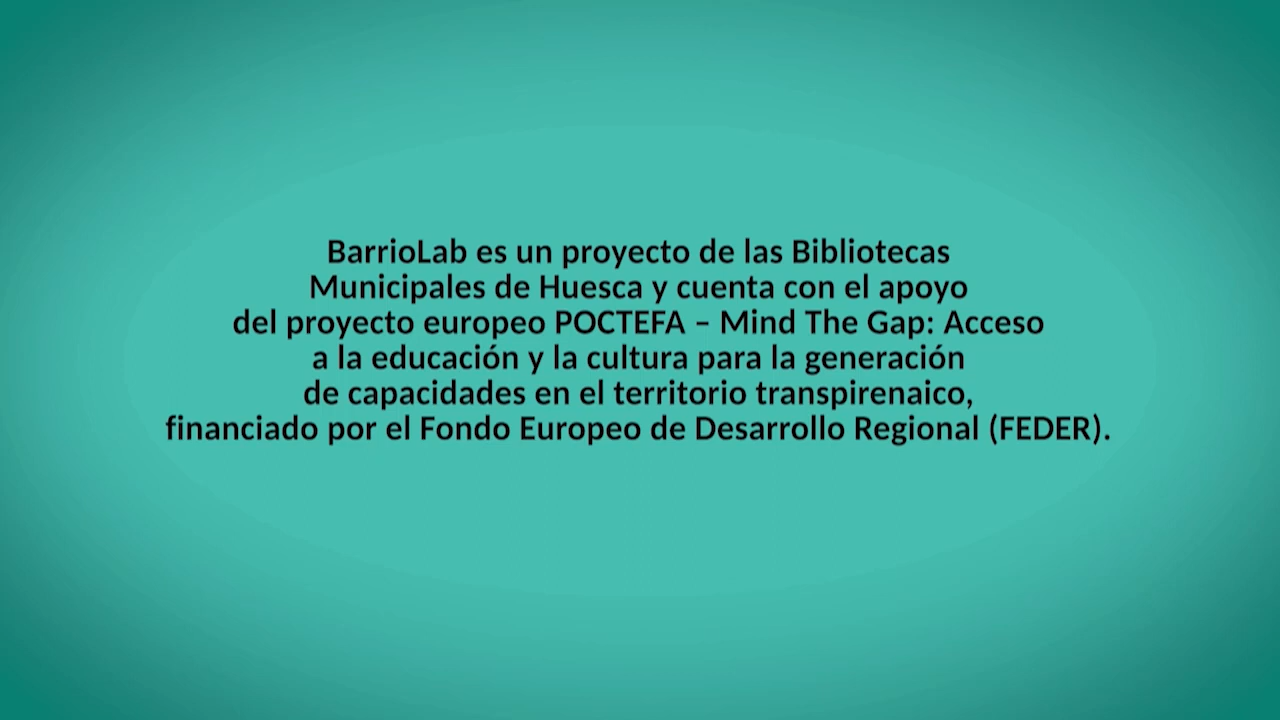 BarrioLab es un proyecto de las Bibliotecas
Municipales de Huesca y cuenta con el apoyo
del proyecto europeo POCTEFA – Mind The Gap: Acceso
a la educación y la cultura para la generación
de capacidades en el territorio transpirenaico,
financiado por el Fondo Europeo de Desarrollo Regional (FEDER).